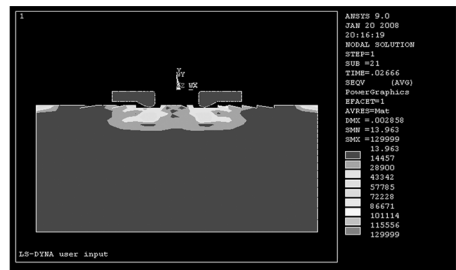 1
ANSYS 9.0
JAN 20 2008
20:16:19
NODAL SOLUTION
STEP=1
SUB =21
TIME=.02666
SEQV (AVG)
PowerGraphics
EFACET=1
AVRES=Mat
DMX =.002858
SMN =13.963
SMX =129999
13.963
14457
28900
43342
57785
72228
86671
101114
115556
129999
Y
Z MX
LS-DYNA user input